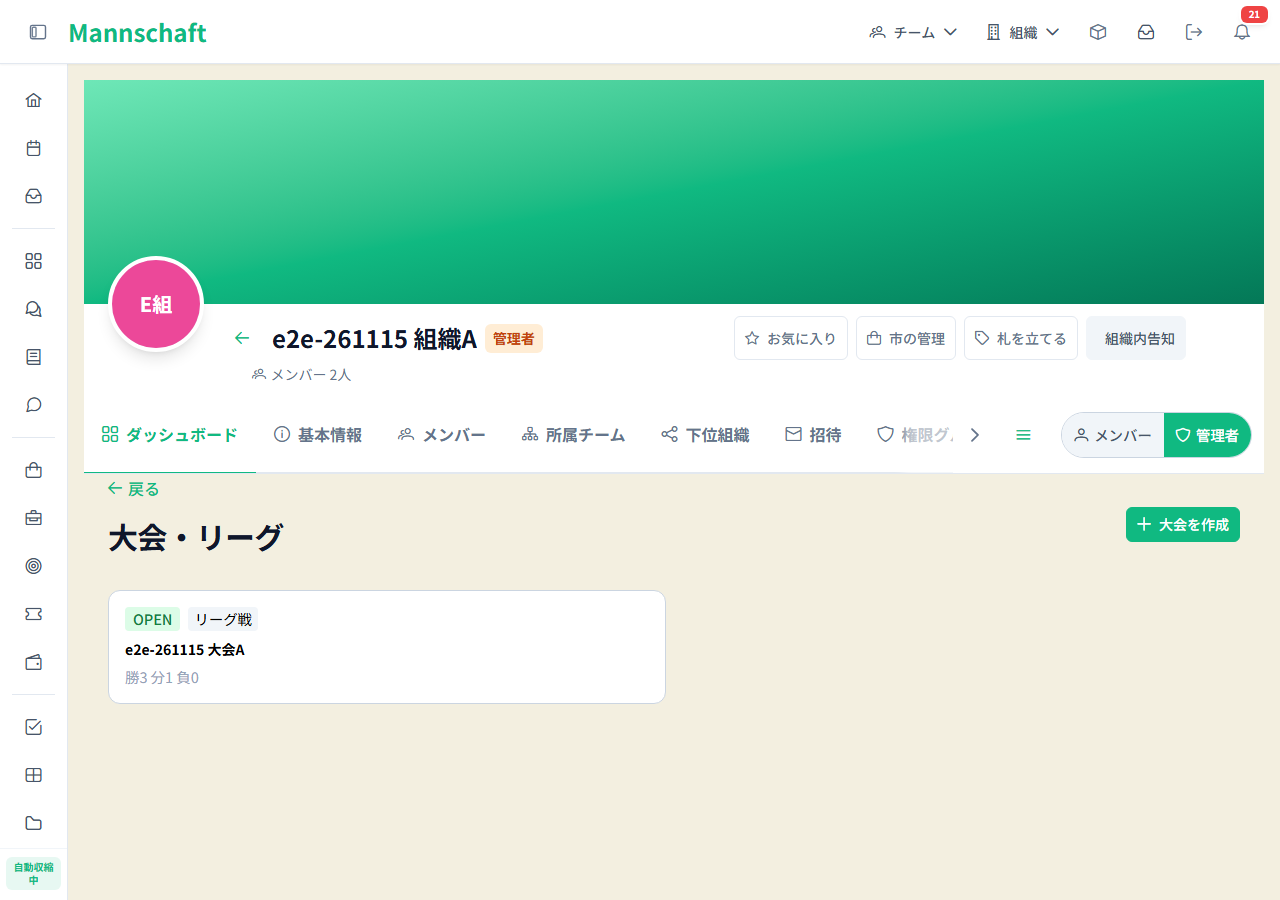 Mannschaft
チーム
組織
21
E組
e2e-261115 組織A
管理者
メンバー 2人
お気に入り
市の管理
札を立てる
組織内告知
ダッシュボード
基本情報
メンバー
所属チーム
下位組織
招待
権限グ
メンバー
管理者
戻る
大会・リーグ
大会を作成
OPEN
リーグ戦
e2e-261115 大会A
勝3 分1 負0
自動収縮
中